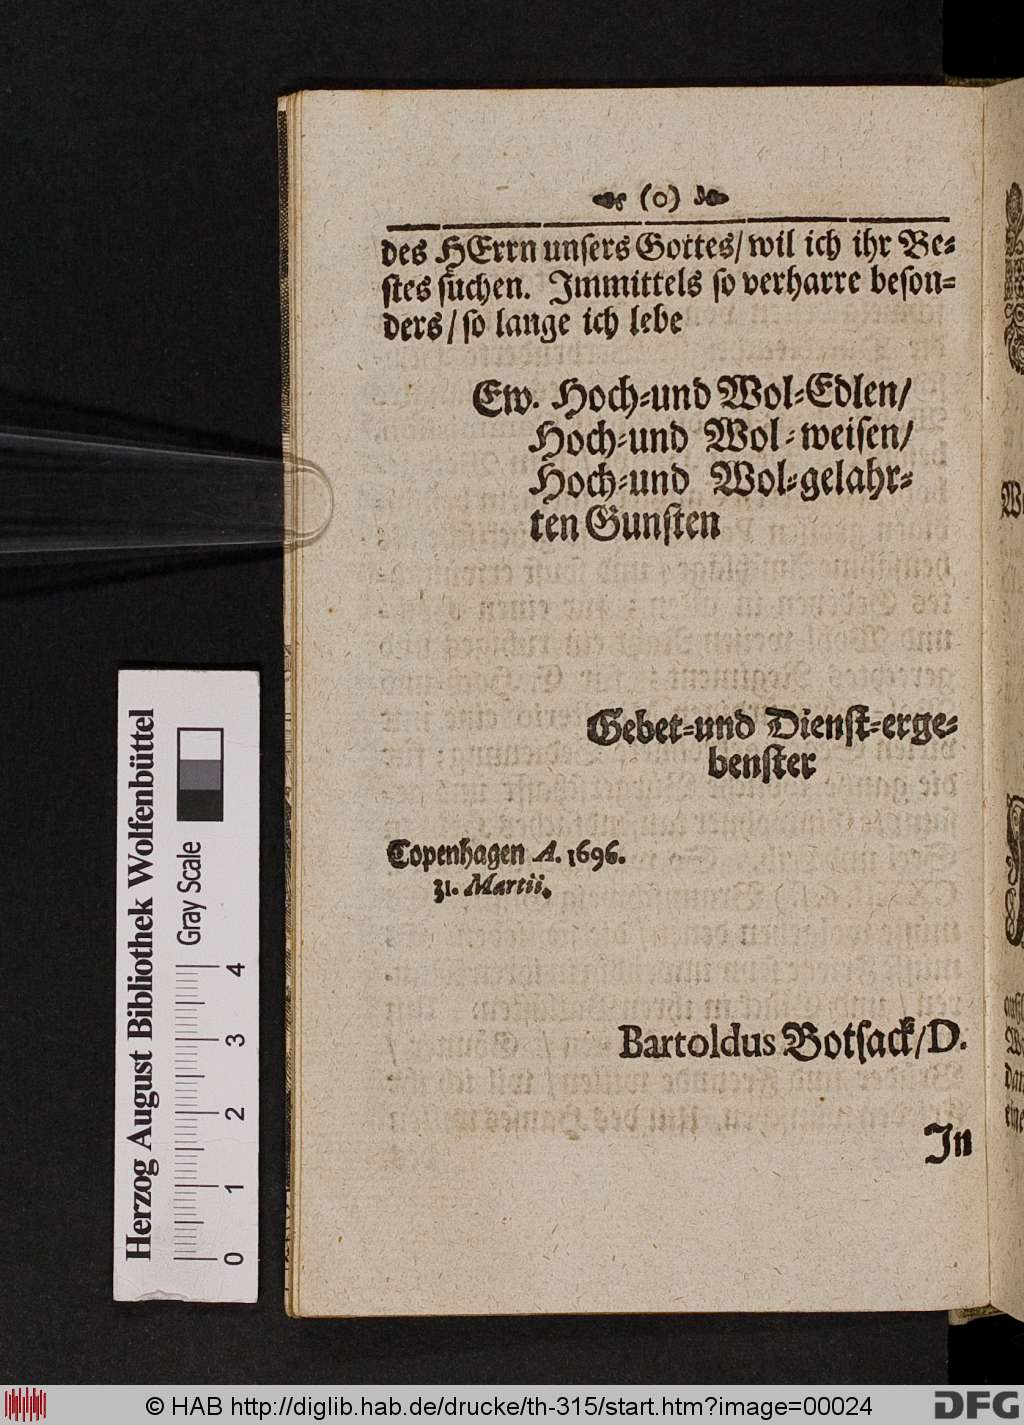 (o)
des HErrn unsers Gottes/ wil ich ihr Be-
stes suchen. Immittels so verharre beson-
ders/ so lange ich lebe
Ew. Hoch-und Wol-Edlen/
Hoch-und Wol-weisen/
Hoch-und Wol-gelahr-
ten Gunsten
Gebet-und Dienst-erge-
benster
Copenhagen A. 1696.
31. Martii.
Bartoldus Botsack/ D.
In
Herzog August Bibliothek Wolfenbüttel
Gray Scale
0 1 2 3 4
© HAB http://diglib.hab.de/drucke/th-315/start.htm?image=00024
DFG